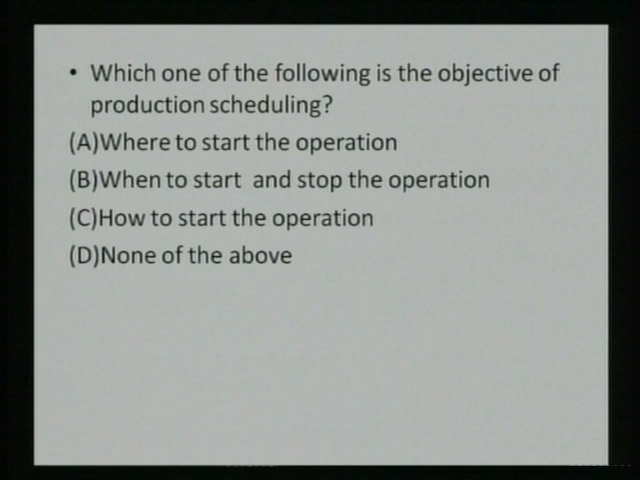 • Which one of the following is the objective of
production scheduling?
(A)Where to start the operation
(B)When to start  and stop the operation
(C)How to start the operation
(D)None of the above